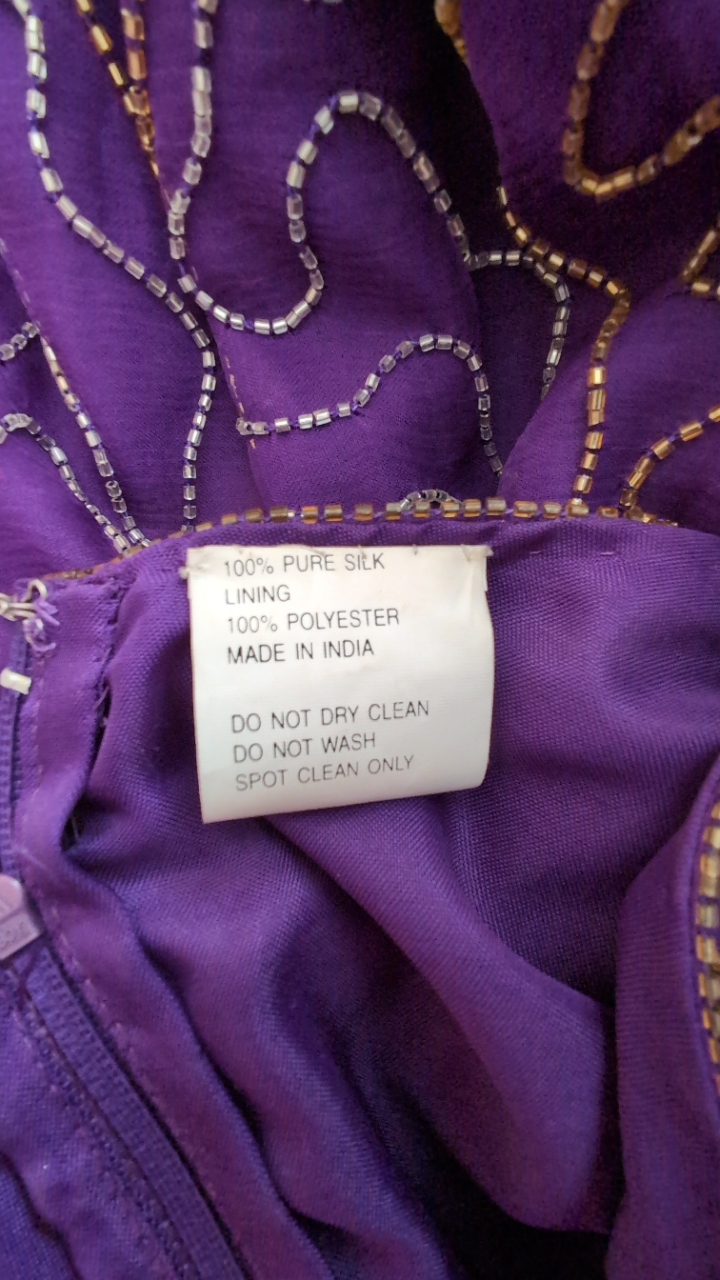 100% PURE SILK
LINING
100% POLYESTER
MADE IN INDIA
DO NOT DRY CLEAN
DO NOT WASH
SPOT CLEAN ONLY